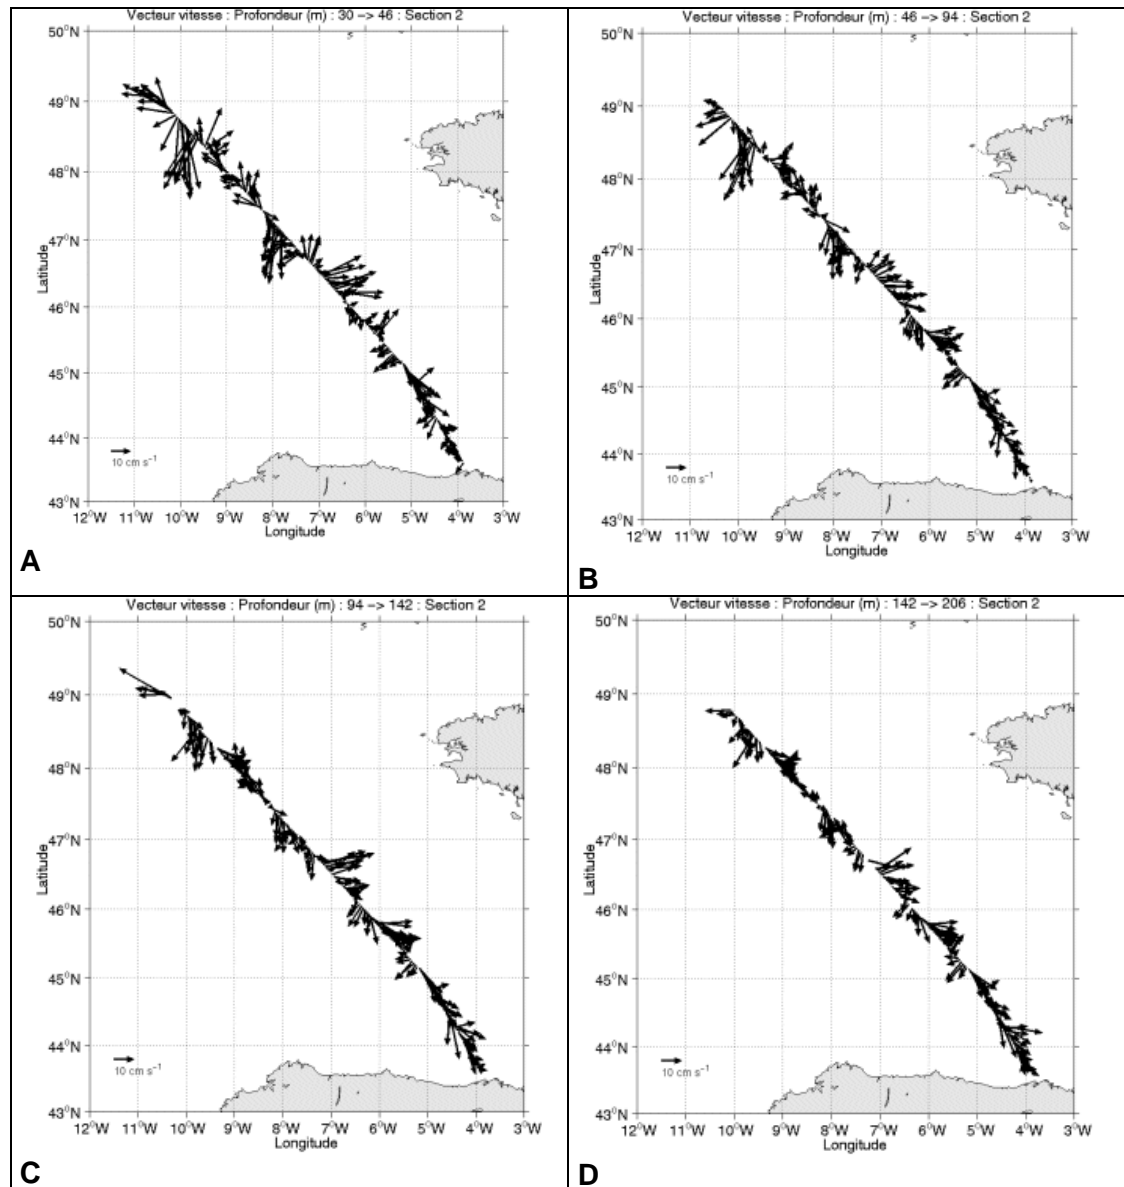 Vecteur vitesse : Profondeur (m) : 30 −> 46 : Section 2
50°N
49°N
48°N
47°N
46°N
45°N
44°N
43°N
Latitude
10 cm s⁻¹
12°W 11°W 10°W 9°W 8°W 7°W 6°W 5°W 4°W 3°W
Longitude
A
Vecteur vitesse : Profondeur (m) : 46 −> 94 : Section 2
50°N
49°N
48°N
47°N
46°N
45°N
44°N
43°N
Latitude
10 cm s⁻¹
12°W 11°W 10°W 9°W 8°W 7°W 6°W 5°W 4°W 3°W
Longitude
B
Vecteur vitesse : Profondeur (m) : 94 −> 142 : Section 2
50°N
49°N
48°N
47°N
46°N
45°N
44°N
43°N
Latitude
10 cm s⁻¹
12°W 11°W 10°W 9°W 8°W 7°W 6°W 5°W 4°W 3°W
Longitude
C
Vecteur vitesse : Profondeur (m) : 142 −> 206 : Section 2
50°N
49°N
48°N
47°N
46°N
45°N
44°N
43°N
Latitude
10 cm s⁻¹
12°W 11°W 10°W 9°W 8°W 7°W 6°W 5°W 4°W 3°W
Longitude
D